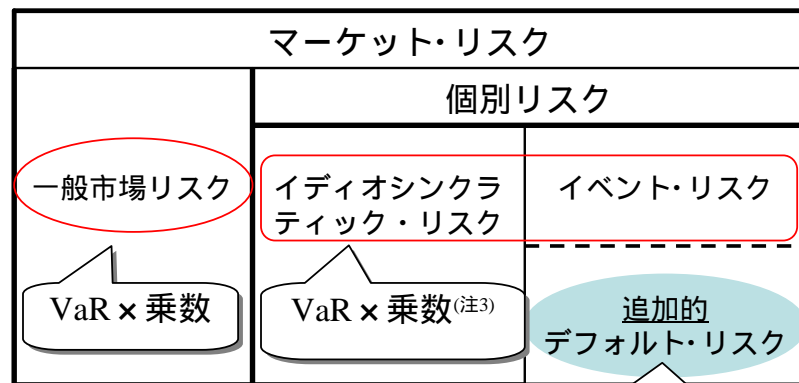 マーケット・リスク
個別リスク
一般市場リスク
イディオシンクラ
ティック・リスク
イベント・リスク
VaR × 乗数
VaR × 乗数(注3)
追加的
デフォルト・リスク